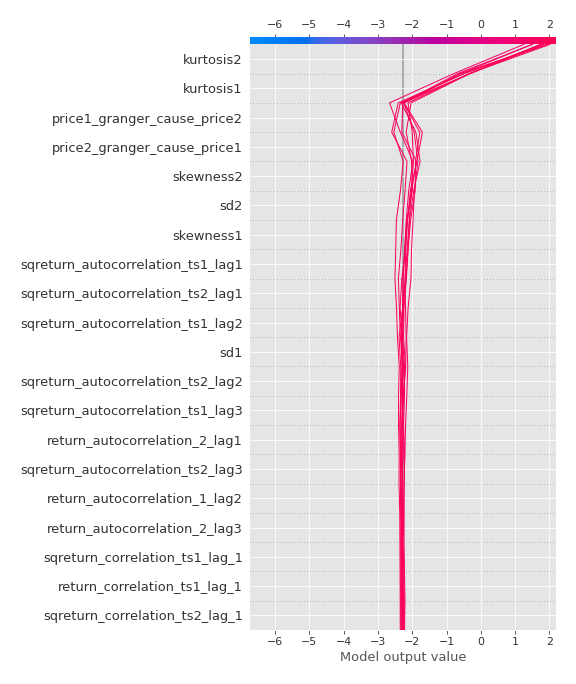 −6 −5 −4 −3 −2 −1 0 1 2
kurtosis2
kurtosis1
price1_granger_cause_price2
price2_granger_cause_price1
skewness2
sd2
skewness1
sqreturn_autocorrelation_ts1_lag1
sqreturn_autocorrelation_ts2_lag1
sqreturn_autocorrelation_ts1_lag2
sd1
sqreturn_autocorrelation_ts2_lag2
sqreturn_autocorrelation_ts1_lag3
return_autocorrelation_2_lag1
sqreturn_autocorrelation_ts2_lag3
return_autocorrelation_1_lag2
return_autocorrelation_2_lag3
sqreturn_correlation_ts1_lag_1
return_correlation_ts1_lag_1
sqreturn_correlation_ts2_lag_1
−6 −5 −4 −3 −2 −1 0 1 2
Model output value